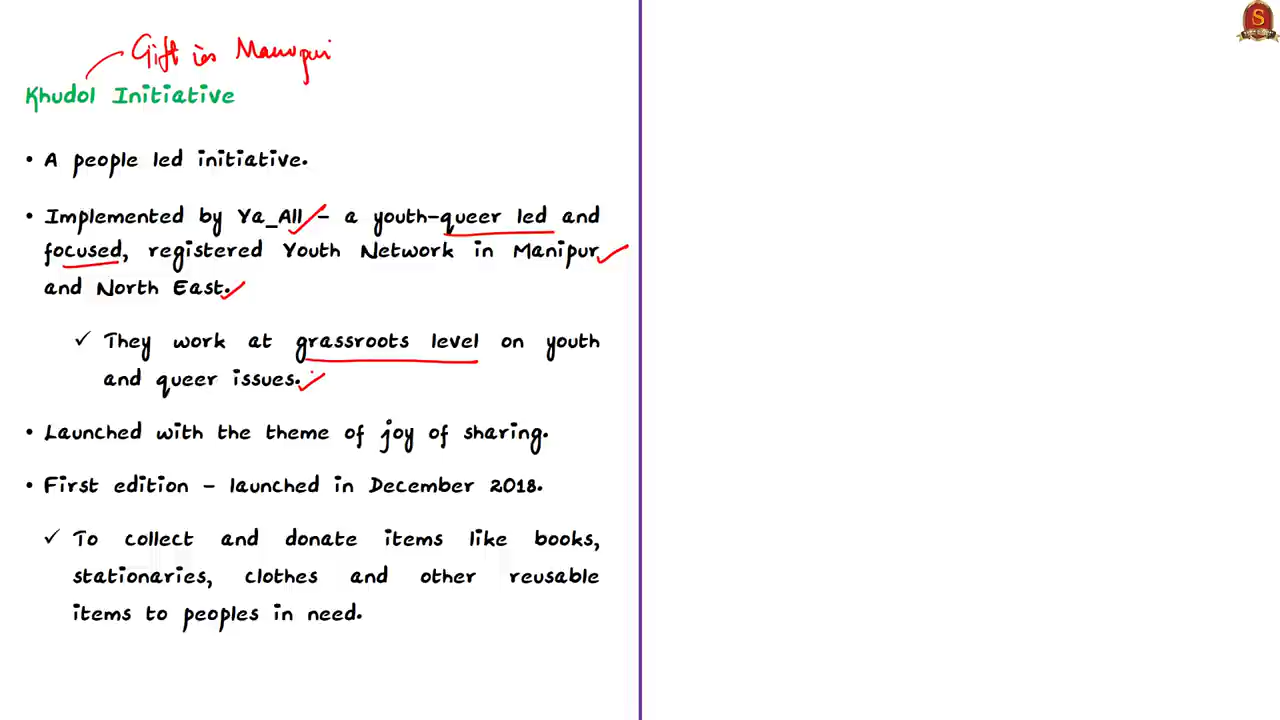 Gift in Manipuri
Khudol Initiative
• A people led initiative.
• Implemented by Ya_All – a youth-queer led and
focused, registered Youth Network in Manipur
and North East.
✓ They work at grassroots level on youth
and queer issues.
• Launched with the theme of joy of sharing.
• First edition – launched in December 2018.
✓ To collect and donate items like books,
stationaries, clothes and other reusable
items to peoples in need.
S